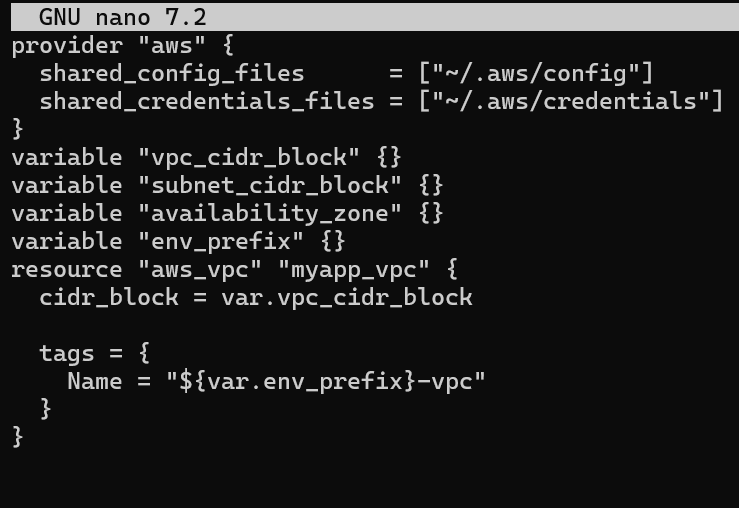 GNU nano 7.2
provider "aws" {
  shared_config_files      = ["~/.aws/config"]
  shared_credentials_files = ["~/.aws/credentials"]
}
variable "vpc_cidr_block" {}
variable "subnet_cidr_block" {}
variable "availability_zone" {}
variable "env_prefix" {}
resource "aws_vpc" "myapp_vpc" {
  cidr_block = var.vpc_cidr_block

  tags = {
    Name = "${var.env_prefix}-vpc"
  }
}